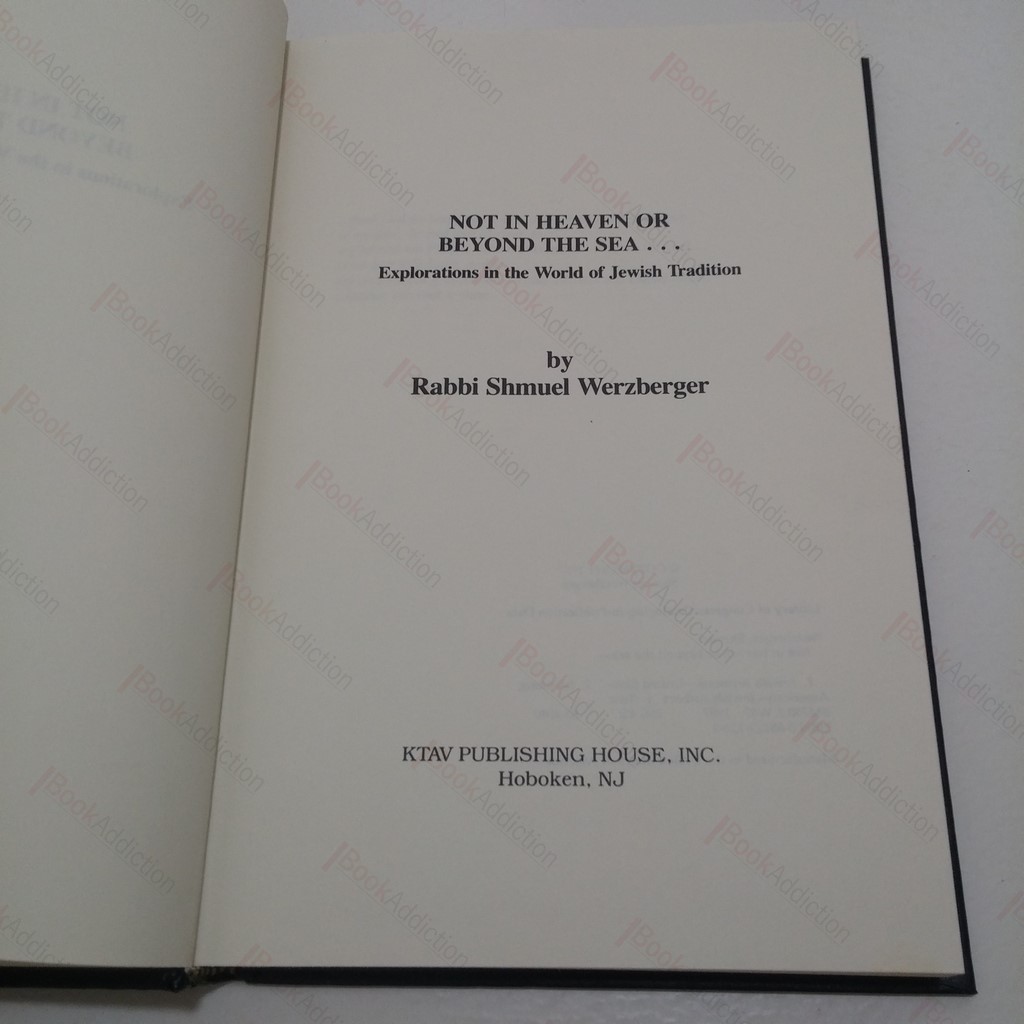 NOT IN HEAVEN OR
BEYOND THE SEA . . .
Explorations in the World of Jewish Tradition
by
Rabbi Shmuel Werzberger
KTAV PUBLISHING HOUSE, INC.
Hoboken, NJ
BookAddiction